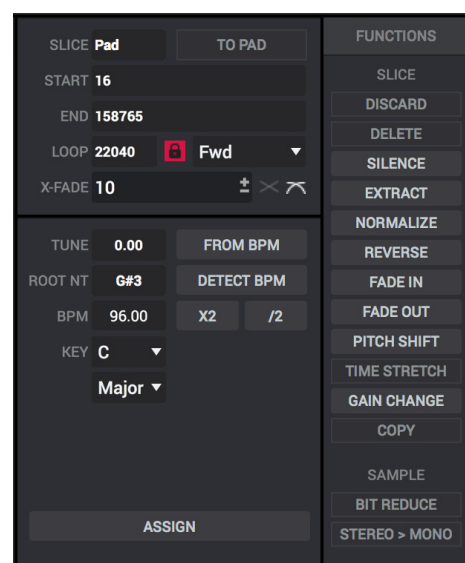 SLICE Pad TO PAD
START 16
END 158765
LOOP 22040 Fwd
X-FADE 10
TUNE 0.00 FROM BPM
ROOT NT G#3 DETECT BPM
BPM 96.00 X2 /2
KEY C
Major
ASSIGN
FUNCTIONS
SLICE
DISCARD
DELETE
SILENCE
EXTRACT
NORMALIZE
REVERSE
FADE IN
FADE OUT
PITCH SHIFT
TIME STRETCH
GAIN CHANGE
COPY
SAMPLE
BIT REDUCE
STEREO > MONO